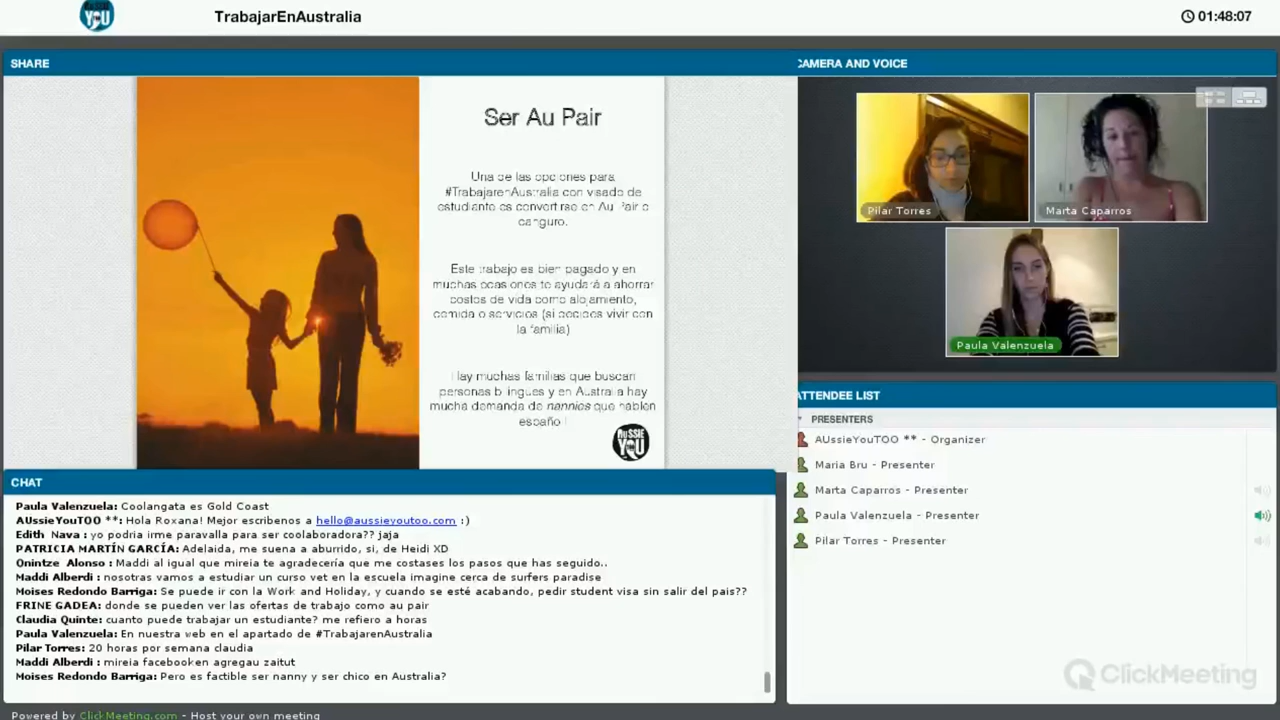 AUSSIE
YOU
TrabajarEnAustralia
01:48:07
SHARE
Ser Au Pair
Una de las opciones para
#TrabajarenAustralia con visado de
estudiante es convertirse en Au Pair o
canguro.
Este trabajo es bien pagado y en
muchas ocasiones te ayudará a ahorrar
costos de vida como alojamiento,
comida o servicios (si decides vivir con
la familia)
Hay muchas familias que buscan
personas bilingües y en Australia hay
mucha demanda de nannies que hablen
español!
AUSSIE
YOU
CAMERA AND VOICE
Pilar Torres
Marta Caparros
Paula Valenzuela
ATTENDEE LIST
PRESENTERS
AUssieYouTOO ** - Organizer
Maria Bru - Presenter
Marta Caparros - Presenter
Paula Valenzuela - Presenter
Pilar Torres - Presenter
CHAT
Paula Valenzuela: Coolangata es Gold Coast
AUssieYouTOO **: Hola Roxana! Mejor escribenos a hello@aussieyoutoo.com :)
Edith Nava : yo podria irme paravalla para ser coolaboradora?? jaja
PATRICIA MARTÍN GARCÍA: Adelaida, me suena a aburrido, si, de Heidi XD
Onintze Alonso : Maddi al igual que mireia te agradecería que me costases los pasos que has seguido..
Maddi Alberdi : nosotras vamos a estudiar un curso vet en la escuela imagine cerca de surfers paradise
Moises Redondo Barriga: Se puede ir con la Work and Holiday, y cuando se esté acabando, pedir student visa sin salir del pais??
FRINE GADEA: donde se pueden ver las ofertas de trabajo como au pair
Claudia Quinte: cuanto puede trabajar un estudiante? me refiero a horas
Paula Valenzuela: En nuestra web en el apartado de #TrabajarenAustralia
Pilar Torres: 20 horas por semana claudia
Maddi Alberdi : mireia facebooken agregau zaitut
Moises Redondo Barriga: Pero es factible ser nanny y ser chico en Australia?
ClickMeeting
Powered by ClickMeeting.com - Host your own meeting